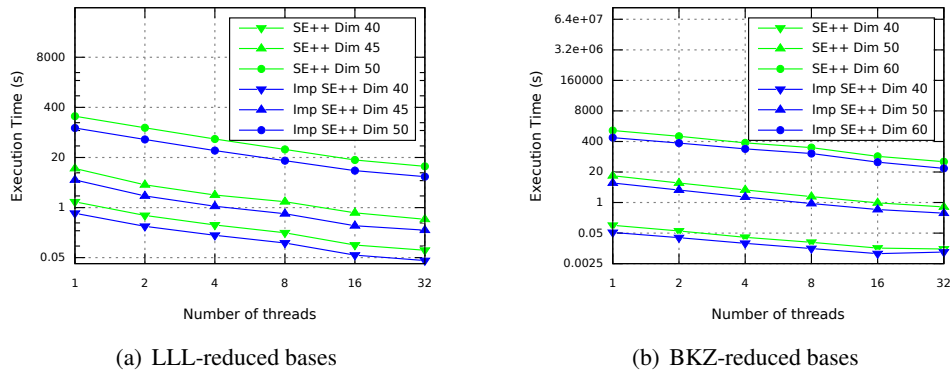 8000
400
20
1
0.05
Execution Time (s)
1
2
4
8
16
32
Number of threads
SE++ Dim 40
SE++ Dim 45
SE++ Dim 50
Imp SE++ Dim 40
Imp SE++ Dim 45
Imp SE++ Dim 50
(a) LLL-reduced bases
6.4e+07
3.2e+06
160000
8000
400
20
1
0.05
0.0025
Execution Time (s)
1
2
4
8
16
32
Number of threads
SE++ Dim 40
SE++ Dim 50
SE++ Dim 60
Imp SE++ Dim 40
Imp SE++ Dim 50
Imp SE++ Dim 60
(b) BKZ-reduced bases